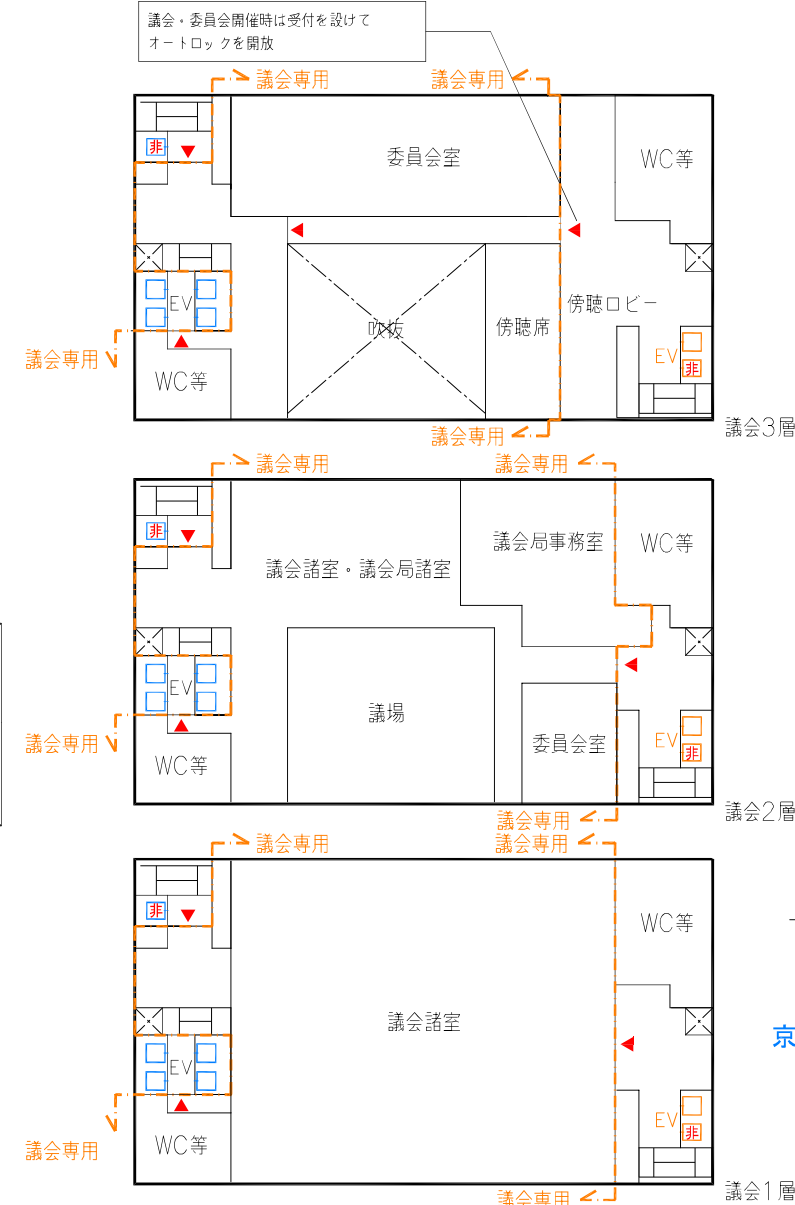 議会・委員会開催時は受付を設けて
オートロックを開放
議会専用
議会専用
委員会室
WC等
非
EV
吹抜
傍聴席
傍聴ロビー
EV
非
議会専用
WC等
議会専用
議会3層
議会専用
議会専用
非
議会諸室・議会局諸室
議会局事務室
WC等
EV
議場
委員会室
EV
非
議会専用
WC等
議会専用
議会2層
議会専用
議会専用
非
WC等
議会諸室
京
EV
EV
非
議会専用
WC等
議会専用
議会1層